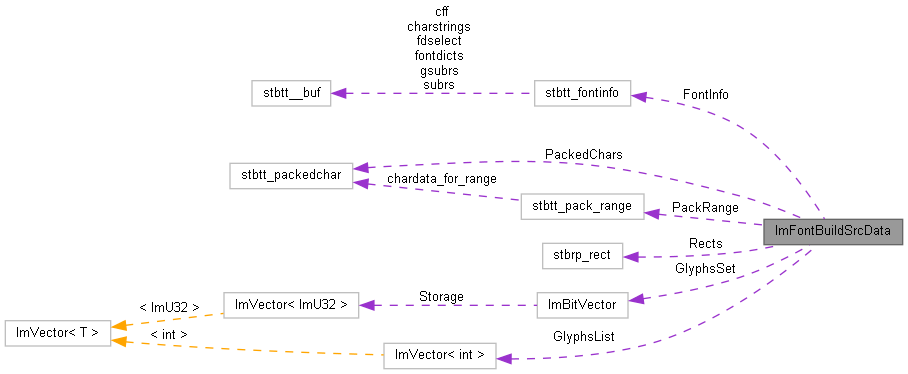 cff
charstrings
fdselect
fontdicts
gsubrs
subrs
stbtt__buf
stbtt_fontinfo
FontInfo
PackedChars
stbtt_packedchar
chardata_for_range
stbtt_pack_range
PackRange
ImFontBuildSrcData
Rects
stbrp_rect
GlyphsSet
< ImU32 >
ImVector< ImU32 >
Storage
ImBitVector
ImVector< T >
< int >
ImVector< int >
GlyphsList